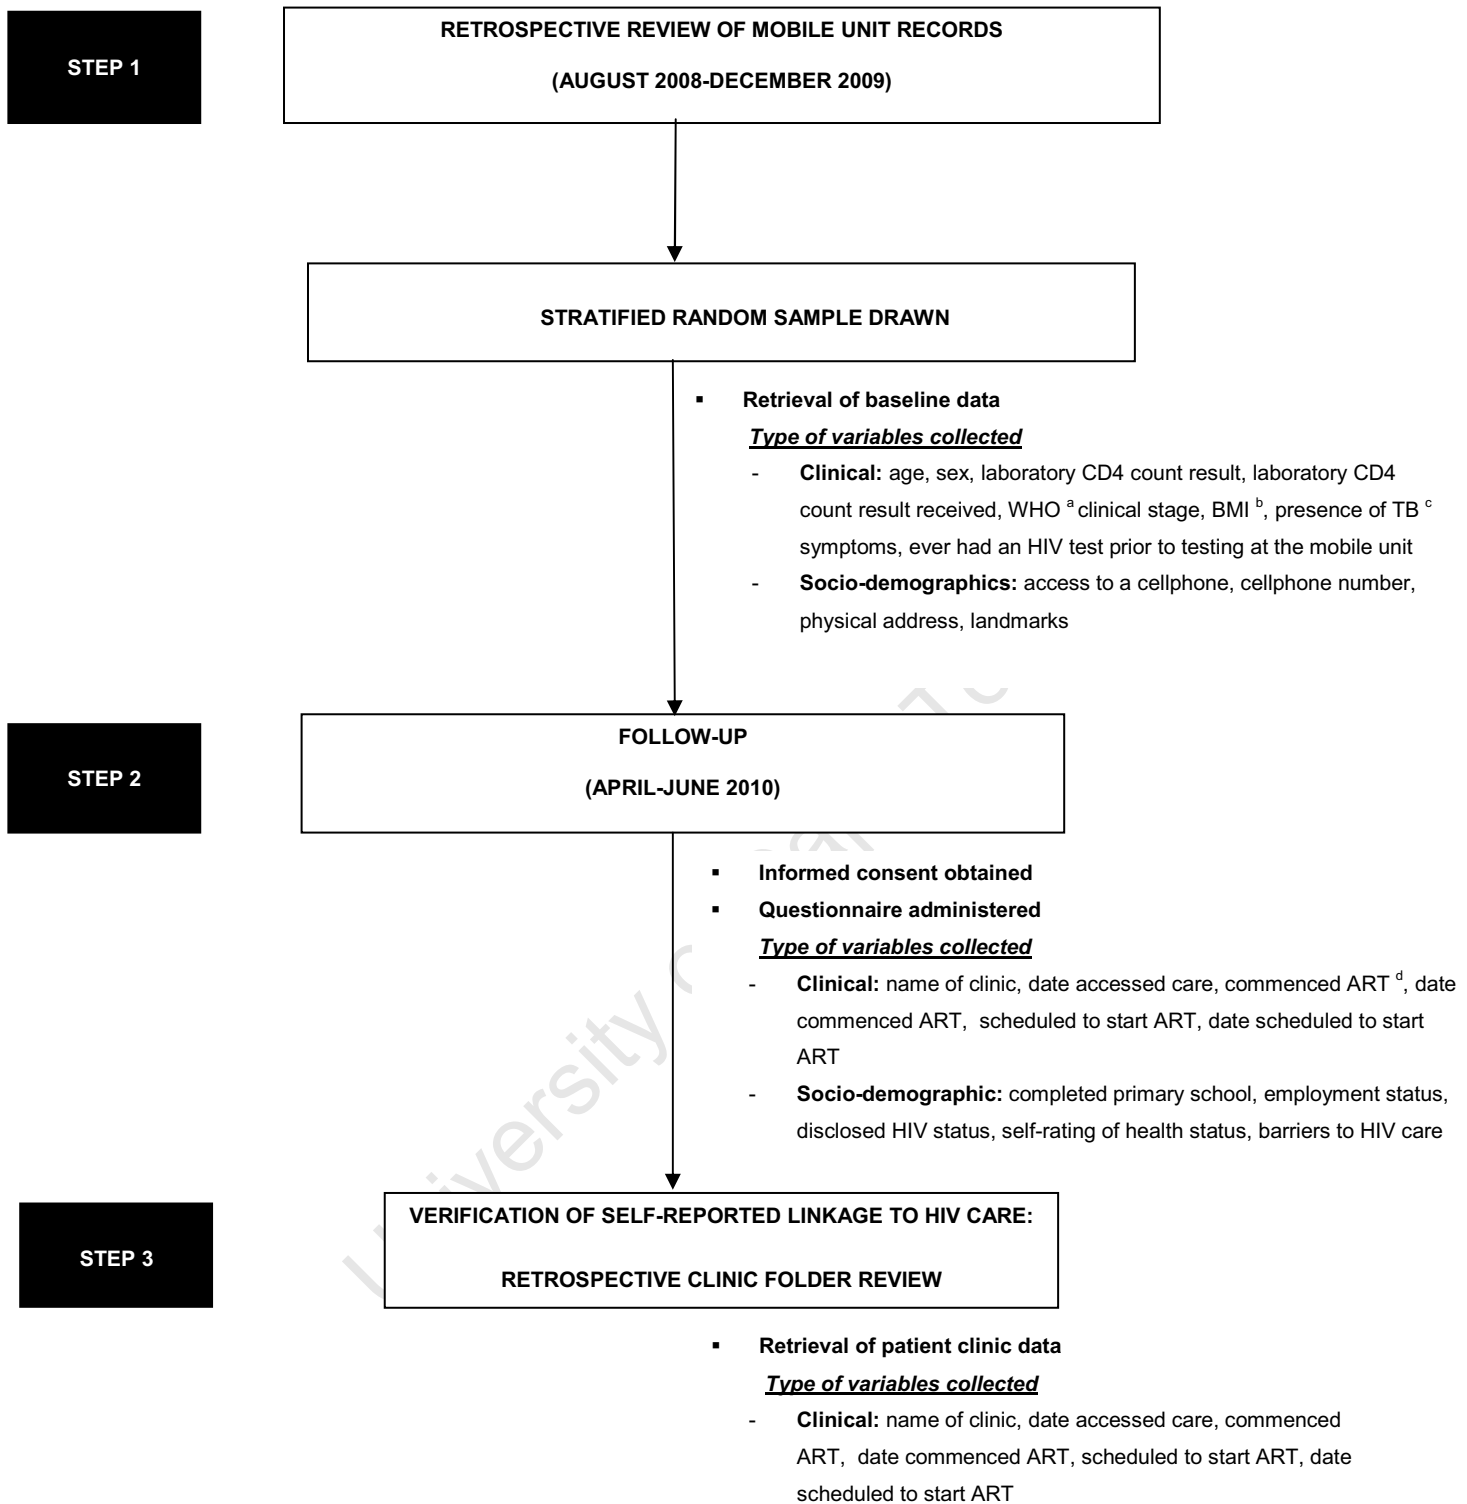 STEP 1
RETROSPECTIVE REVIEW OF MOBILE UNIT RECORDS
(AUGUST 2008-DECEMBER 2009)
STRATIFIED RANDOM SAMPLE DRAWN
▪ Retrieval of baseline data
Type of variables collected
- Clinical: age, sex, laboratory CD4 count result, laboratory CD4
count result received, WHO a clinical stage, BMI b, presence of TB c
symptoms, ever had an HIV test prior to testing at the mobile unit
- Socio-demographics: access to a cellphone, cellphone number,
physical address, landmarks
STEP 2
FOLLOW-UP
(APRIL-JUNE 2010)
▪ Informed consent obtained
▪ Questionnaire administered
Type of variables collected
- Clinical: name of clinic, date accessed care, commenced ART d, date
commenced ART, scheduled to start ART, date scheduled to start
ART
- Socio-demographic: completed primary school, employment status,
disclosed HIV status, self-rating of health status, barriers to HIV care
STEP 3
VERIFICATION OF SELF-REPORTED LINKAGE TO HIV CARE:
RETROSPECTIVE CLINIC FOLDER REVIEW
▪ Retrieval of patient clinic data
Type of variables collected
- Clinical: name of clinic, date accessed care, commenced
ART, date commenced ART, scheduled to start ART, date
scheduled to start ART
University